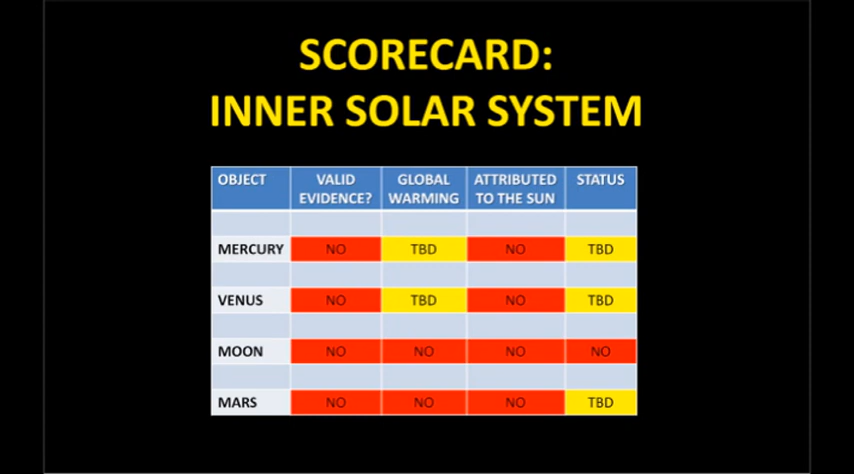 SCORECARD:
INNER SOLAR SYSTEM
OBJECT VALID EVIDENCE? GLOBAL WARMING ATTRIBUTED TO THE SUN STATUS
MERCURY NO TBD NO TBD
VENUS NO TBD NO TBD
MOON NO NO NO NO
MARS NO NO NO TBD